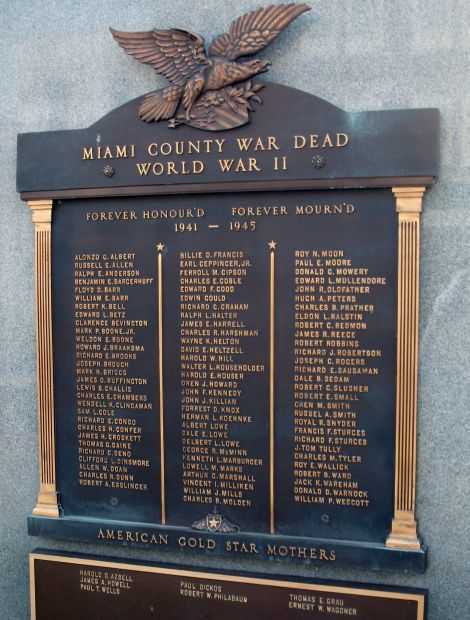 MIAMI COUNTY WAR DEAD
WORLD WAR II
FOREVER HONOUR'D FOREVER MOURN'D
1941 — 1945
ALONZO G. ALBERT
RUSSELL E. ALLEN
RALPH E. ANDERSON
BENJAMIN E. BARGERHUFF
FLOYD D. BARR
WILLIAM E. BARR
ROBERT K. BELL
EDWARD L. BETZ
CLARENCE BEVINGTON
MARK P. BOONE, JR.
WELDON E. BOONE
HOWARD J. BRAAKSMA
RICHARD E. BROOKS
JOSEPH BROUGH
MARK H. BRIGGS
JAMES O. BUFFINGTON
LEWIS B. CHALLIS
CHARLES E. CHAMBERS
WENDELL H. CLINGAMAN
SAM L. COLE
RICHARD E. CONDO
CHARLES H. CONFER
JAMES H. CROCKETT
THOMAS G. DAINE
RICHARD C. DENO
CLIFFORD L. DINSMORE
ALLEN W. DOAN
CHARLES R. DUNN
ROBERT A. EDLINGER
BILLIE D. FRANCIS
EARL GEPPINGER, JR.
FERROLL M. GIPSON
CHARLES E. COBLE
EDWARD F. GOOD
EDWIN GOULD
RICHARD C. GRAHAM
RALPH L. HALTER
JAMES E. HARRELL
CHARLES R. HARSHMAN
WAYNE K. HELTON
DAVID E. HELTZELL
HAROLD W. HILL
WALTER L. HOUSEHOLDER
HAROLD E. HOUSER
OREN J. HOWARD
JOHN F. KENNEDY
JOHN J. KILLIAN
FORREST D. KNOX
HERMAN L. KOENNKE
ALBERT LOWE
DALE E. LOWE
DELBERT L. LOWE
GEORGE R. McMINN
KENNETH L. MARBURGER
LOWELL M. MARKS
ARTHUR C. MARSHALL
VINCENT I. MILLIKEN
WILLIAM J. MILLS
CHARLES R. MOLDEN
ROY N. MOON
PAUL E. MOORE
DONALD G. MOWERY
EDWARD L. MULLENDORE
JOHN R. OLDFATHER
HUGH A. PETERS
CHARLES B. PRATHER
ELDON L. RALSTIN
ROBERT C. REDMON
JAMES R. REECE
ROBERT ROBBINS
RICHARD J. ROBERTSON
JOSEPH C. ROGERS
RICHARD E. SAUSAMAN
DALE B. SEDAM
ROBERT C. SLUSHER
ROBERT E. SMALL
OREN M. SMITH
RUSSEL A. SMITH
ROYAL R. SNYDER
FRANCIS F. STURGES
RICHARD F. STURGES
J. TOM TULLY
CHARLES M. TYLER
ROY E. WALLICK
ROBERT B. WARD
JACK K. WAREHAM
DONALD D. WARNOCK
WILLIAM P. WESCOTT
AMERICAN GOLD STAR MOTHERS
HAROLD D. AZBELL
JAMES A. HOWELL
PAUL T. WELLS
PAUL DICKOS
ROBERT W. PHILABAUM
THOMAS E. GRAU
ERNEST W. WAGONER